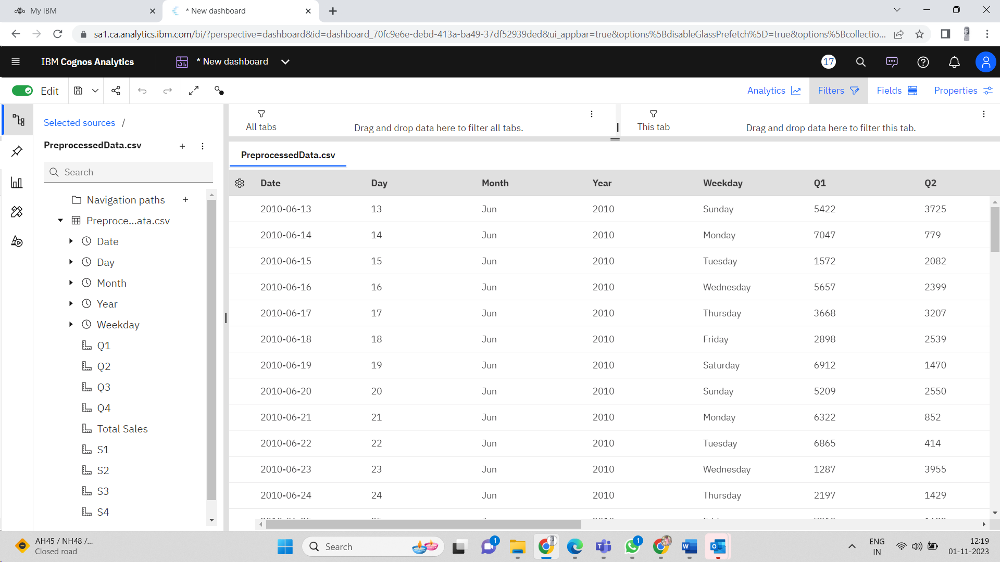 My IBM
* New dashboard
sa1.ca.analytics.ibm.com/bi/?perspective=dashboard&id=dashboard_70fc9e6e-debd-413a-ba49-37df52939ded&ui_appbar=true&options%5BdisableGlassPrefetch%5D=true&options%5Bcollectio...
IBM Cognos Analytics
* New dashboard
17
Edit
Analytics
Filters
Fields
Properties
Selected sources /
PreprocessedData.csv
Search
Navigation paths
Preproce...ata.csv
Date
Day
Month
Year
Weekday
Q1
Q2
Q3
Q4
Total Sales
S1
S2
S3
S4
All tabs
Drag and drop data here to filter all tabs.
This tab
Drag and drop data here to filter this tab.
PreprocessedData.csv
Date Day Month Year Weekday Q1 Q2
2010-06-13 13 Jun 2010 Sunday 5422 3725
2010-06-14 14 Jun 2010 Monday 7047 779
2010-06-15 15 Jun 2010 Tuesday 1572 2082
2010-06-16 16 Jun 2010 Wednesday 5657 2399
2010-06-17 17 Jun 2010 Thursday 3668 3207
2010-06-18 18 Jun 2010 Friday 2898 2539
2010-06-19 19 Jun 2010 Saturday 6912 1470
2010-06-20 20 Jun 2010 Sunday 5209 2550
2010-06-21 21 Jun 2010 Monday 6322 852
2010-06-22 22 Jun 2010 Tuesday 6865 414
2010-06-23 23 Jun 2010 Wednesday 1287 3955
2010-06-24 24 Jun 2010 Thursday 2197 1429
AH45 / NH48 /...
Closed road
Search
1
1
ENG
IN
12:19
01-11-2023